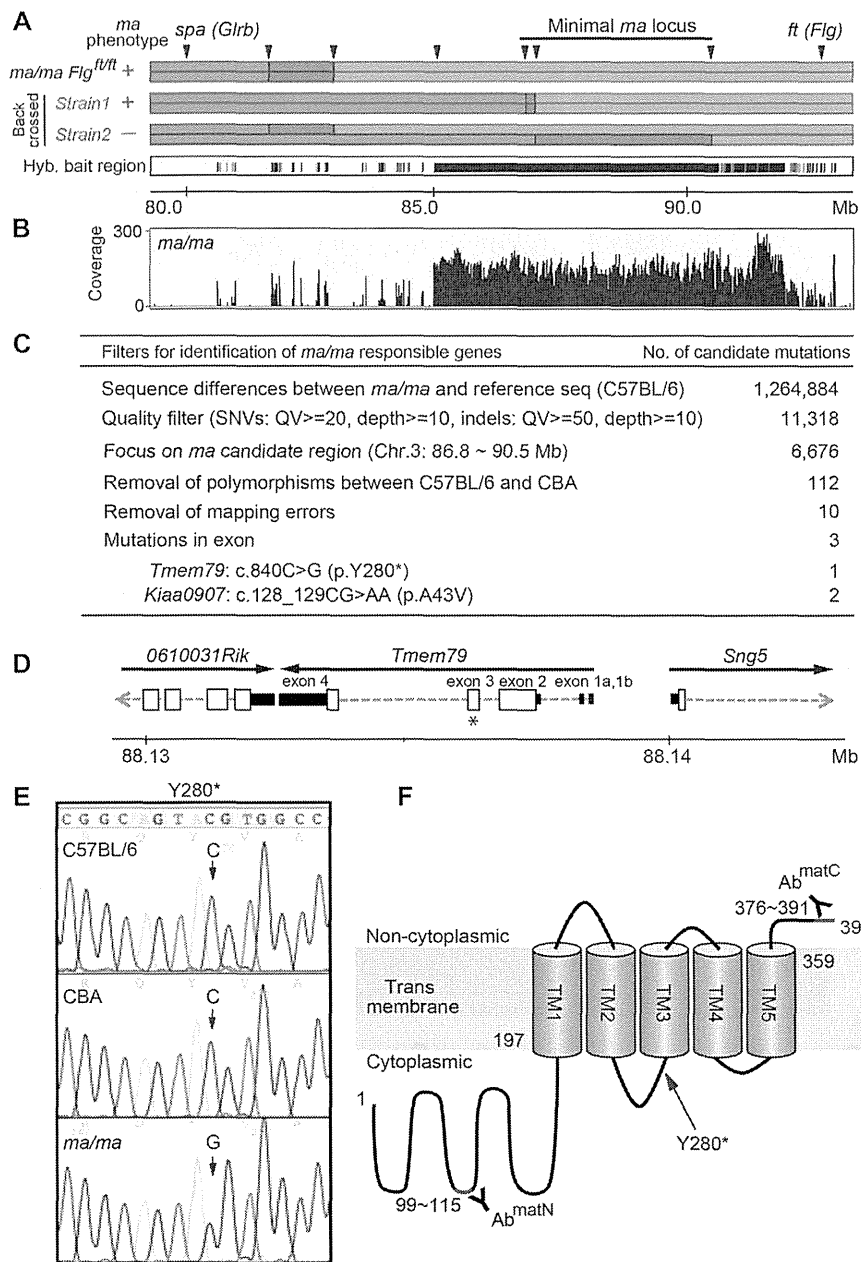 A
ma phenotype
spa (Glrb)
Minimal ma locus
ft (Flg)
ma/ma Flg^ft/ft +
Back crossed
Strain1 +
Strain2 −
Hyb. bait region
80.0 85.0 90.0 Mb
B
300
ma/ma
Coverage
0
C
Filters for identification of ma/ma responsible genes No. of candidate mutations
Sequence differences between ma/ma and reference seq (C57BL/6) 1,264,884
Quality filter (SNVs: QV>=20, depth>=10, indels: QV>=50, depth>=10) 11,318
Focus on ma candidate region (Chr.3: 86.8 ~ 90.5 Mb) 6,676
Removal of polymorphisms between C57BL/6 and CBA 112
Removal of mapping errors 10
Mutations in exon 3
Tmem79: c.840C>G (p.Y280*) 1
Kiaa0907: c.128_129CG>AA (p.A43V) 2
D
0610031Rik Tmem79 Sng5
exon 4 exon 3 exon 2 exon 1a,1b
*
88.13 88.14 Mb
E
Y280*
C G G C A G T A C G T G G C C
C57BL/6 C
CBA C
ma/ma G
F
Ab^matC
376~391
39
Non-cytoplasmic
359
Trans membrane
TM1 TM2 TM3 TM4 TM5
197
Cytoplasmic
1
Y280*
99~115
Ab^matN